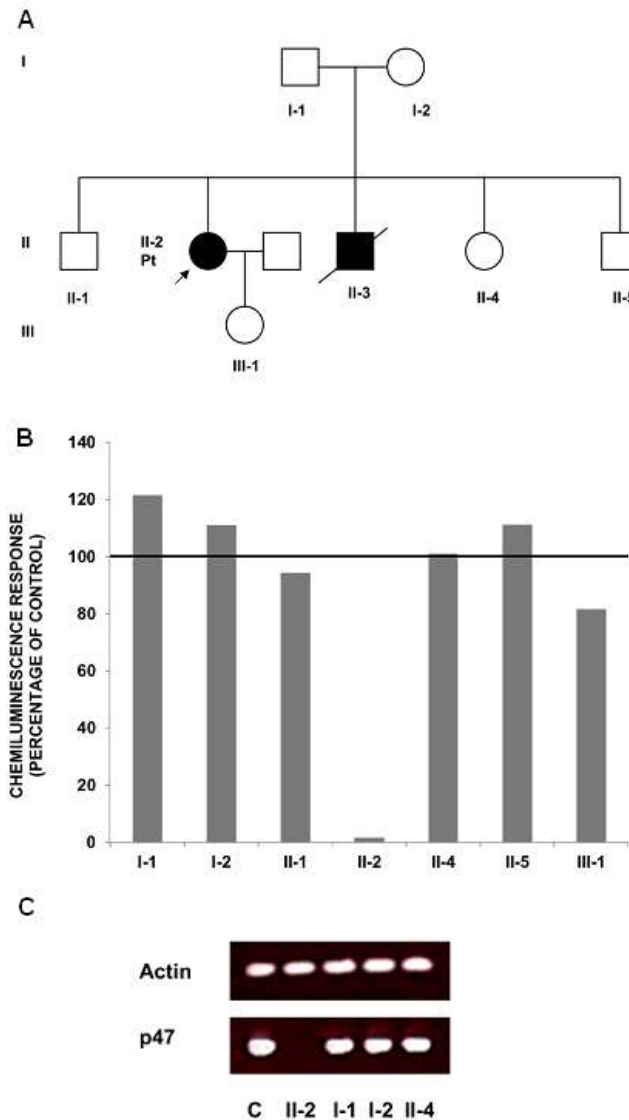 A
I
I-1 I-2
II
II-2
Pt
II-1 II-3 II-4 II-5
III
III-1
B
CHEMILUMINESCENCE RESPONSE
(PERCENTAGE OF CONTROL)
140
120
100
80
60
40
20
0
I-1 I-2 II-1 II-2 II-4 II-5 III-1
C
Actin
p47
C II-2 I-1 I-2 II-4